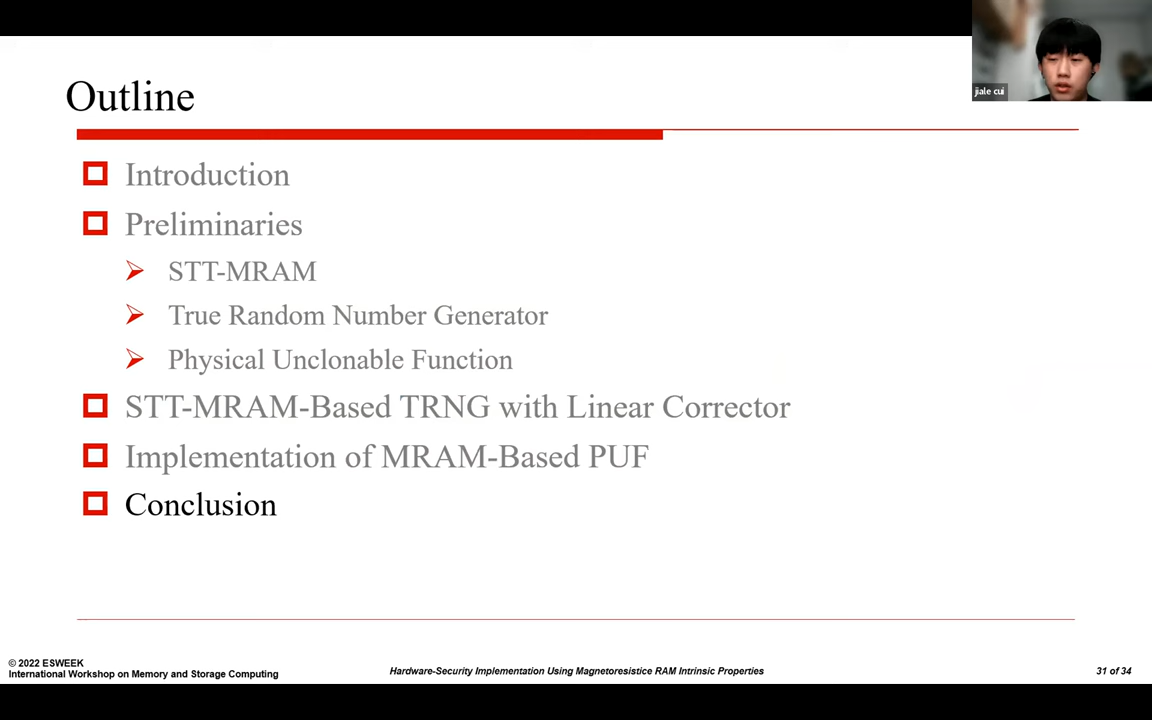 jiale cui
Outline
Introduction
Preliminaries
STT-MRAM
True Random Number Generator
Physical Unclonable Function
STT-MRAM-Based TRNG with Linear Corrector
Implementation of MRAM-Based PUF
Conclusion
© 2022 ESWEEK
International Workshop on Memory and Storage Computing
Hardware-Security Implementation Using Magnetoresistice RAM Intrinsic Properties
31 of 34